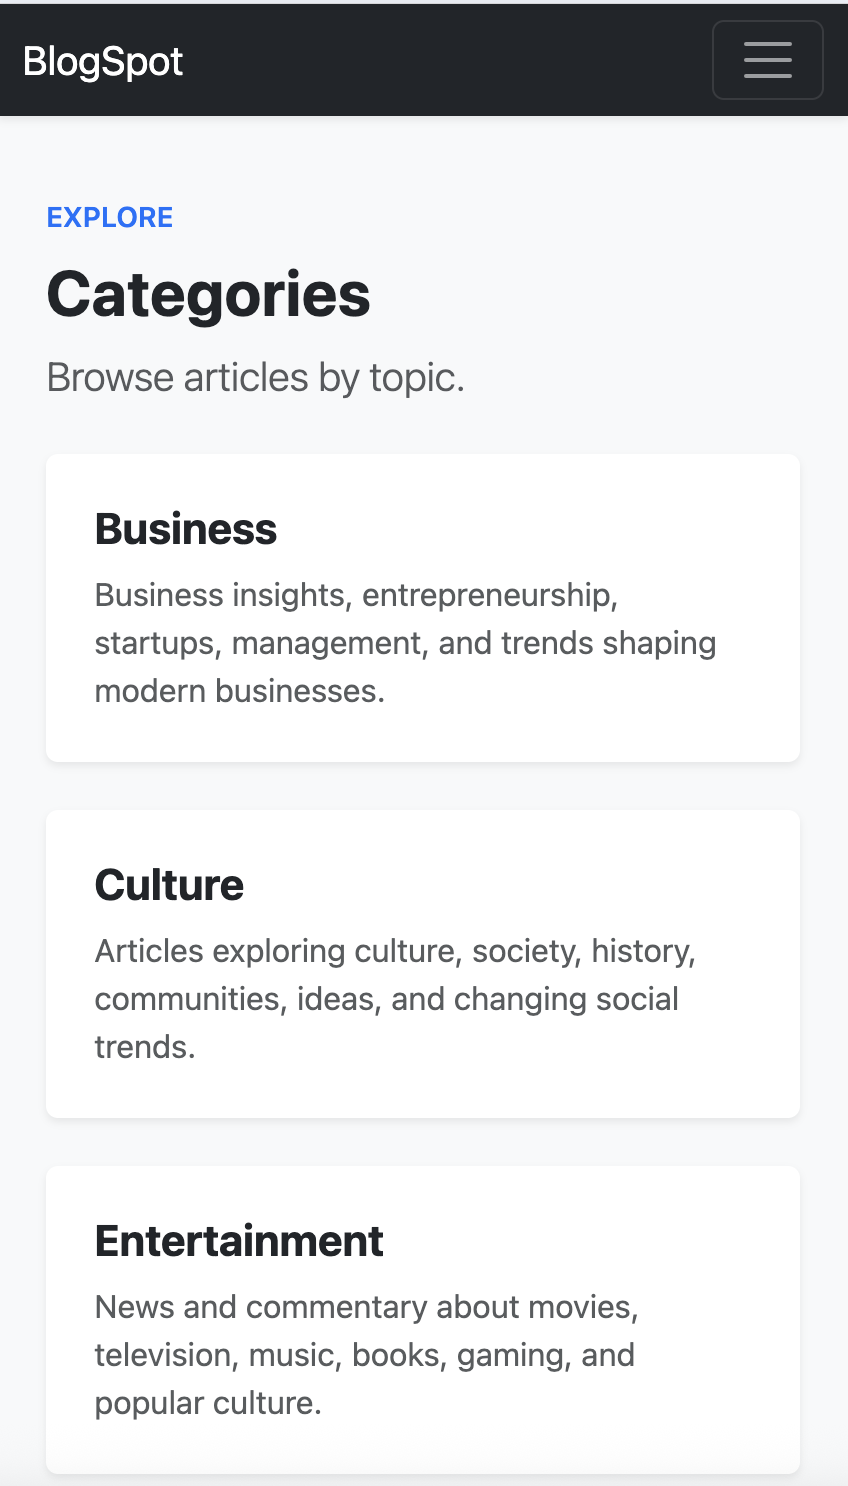 BlogSpot
EXPLORE
Categories
Browse articles by topic.
Business
Business insights, entrepreneurship,
startups, management, and trends shaping
modern businesses.
Culture
Articles exploring culture, society, history,
communities, ideas, and changing social
trends.
Entertainment
News and commentary about movies,
television, music, books, gaming, and
popular culture.